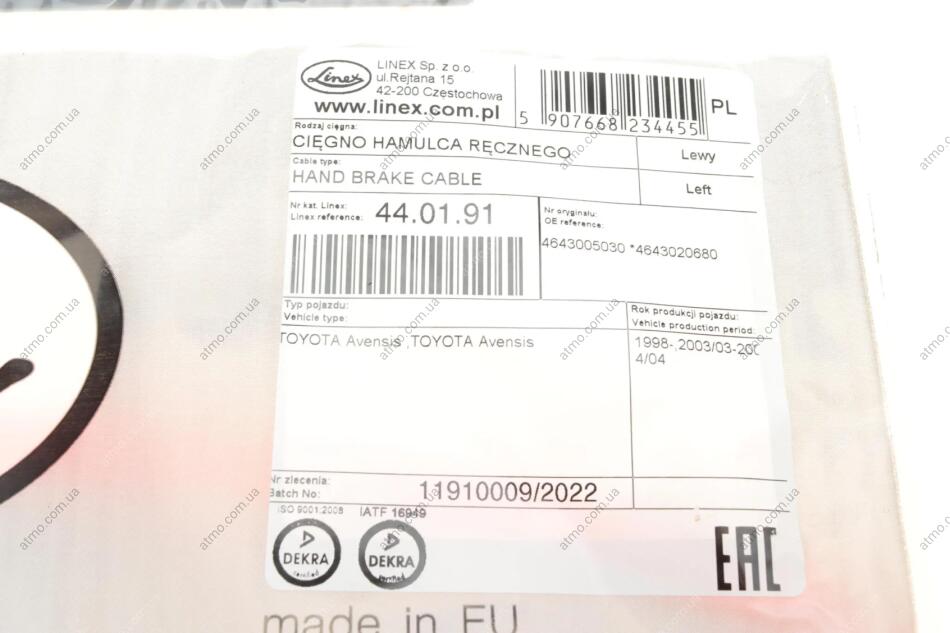 Linex
LINEX Sp. z o.o.
ul.Rejtana 15
42-200 Częstochowa
www.linex.com.pl
5 907668 234455
PL
Rodzaj cięgna:
CIĘGNO HAMULCA RĘCZNEGO
Lewy
Cable type:
HAND BRAKE CABLE
Left
Nr kat. Linex:
Linex reference:
44.01.91
Nr oryginału:
OE reference:
4643005030 *4643020680
Typ pojazdu:
Vehicle type:
Rok produkcji pojazdu:
Vehicle production period:
TOYOTA Avensis ,TOYOTA Avensis
1998-,2003/03-200
4/04
Nr zlecenia:
Batch No:
11910009/2022
ISO 9001:2008
IATF 16949
DEKRA
certified
DEKRA
certified
EAC
made in EU
atmo.com.ua